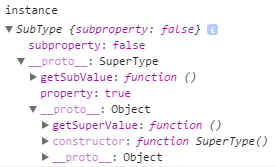 instance
▼ SubType {subproperty: false} i
subproperty: false
▼ __proto__: SuperType
▶ getSubValue: function ()
property: true
▼ __proto__: Object
▶ getSuperValue: function ()
▶ constructor: function SuperType()
▶ __proto__: Object